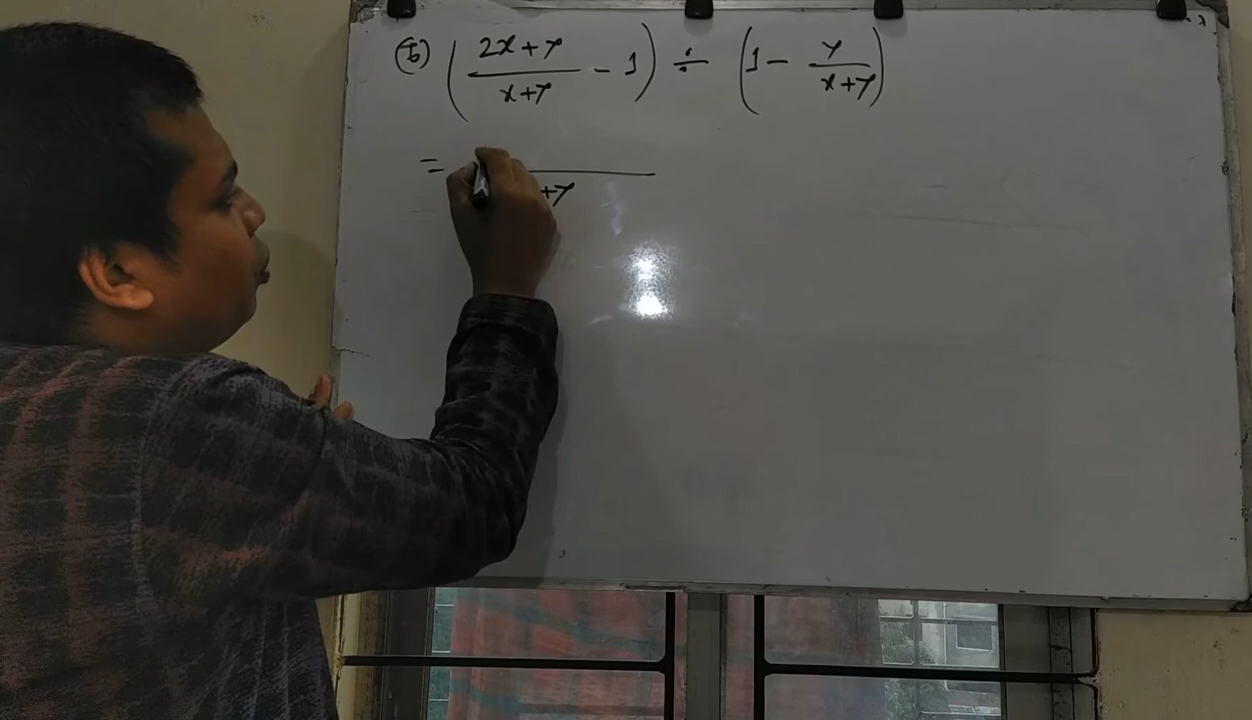 (b) ((2x+y)/(x+y) - 1) ÷ (1 - y/(x+y))
= /(+y)